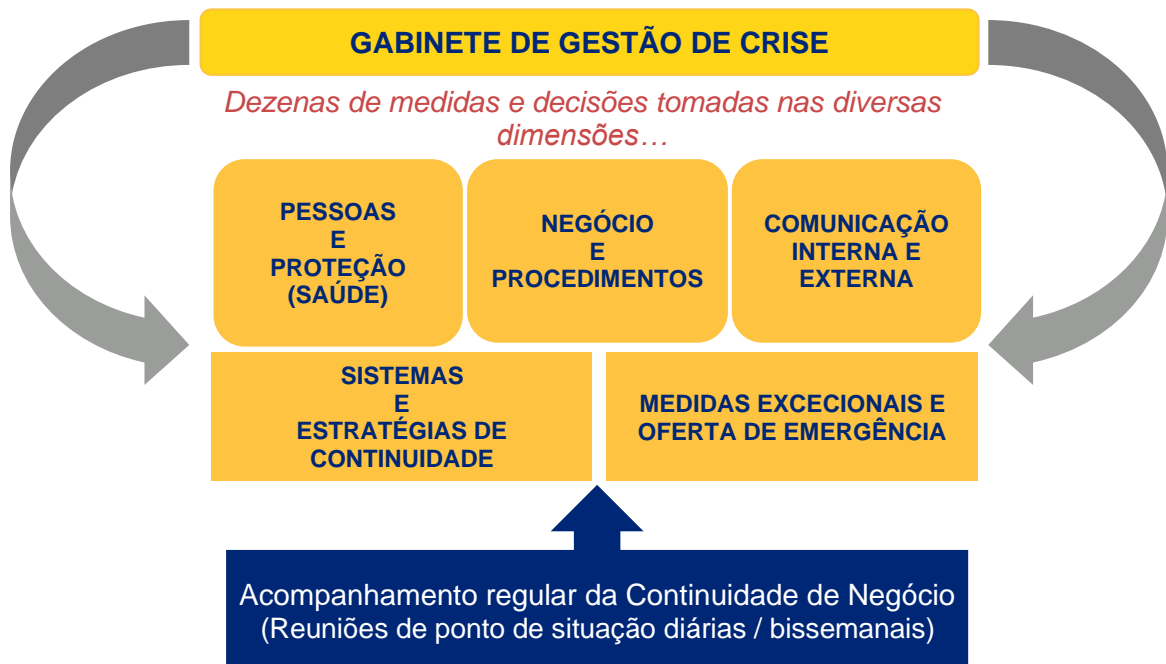 GABINETE DE GESTÃO DE CRISE
Dezenas de medidas e decisões tomadas nas diversas
dimensões…
PESSOAS
E
PROTEÇÃO
(SAÚDE)
NEGÓCIO
E
PROCEDIMENTOS
COMUNICAÇÃO
INTERNA E
EXTERNA
SISTEMAS
E
ESTRATÉGIAS DE
CONTINUIDADE
MEDIDAS EXCECIONAIS E
OFERTA DE EMERGÊNCIA
Acompanhamento regular da Continuidade de Negócio
(Reuniões de ponto de situação diárias / bissemanais)